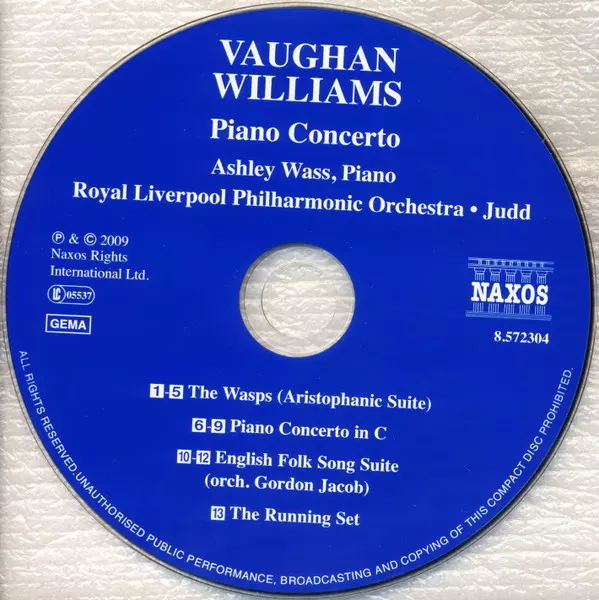 VAUGHAN
WILLIAMS
Piano Concerto
Ashley Wass, Piano
Royal Liverpool Philharmonic Orchestra • Judd
℗ & © 2009
Naxos Rights
International Ltd.
LC 05537
GEMA
NAXOS
8.572304
1-5 The Wasps (Aristophanic Suite)
6-9 Piano Concerto in C
10-12 English Folk Song Suite
(orch. Gordon Jacob)
13 The Running Set
ALL RIGHTS RESERVED. UNAUTHORISED PUBLIC PERFORMANCE, BROADCASTING AND COPYING OF THIS COMPACT DISC PROHIBITED.